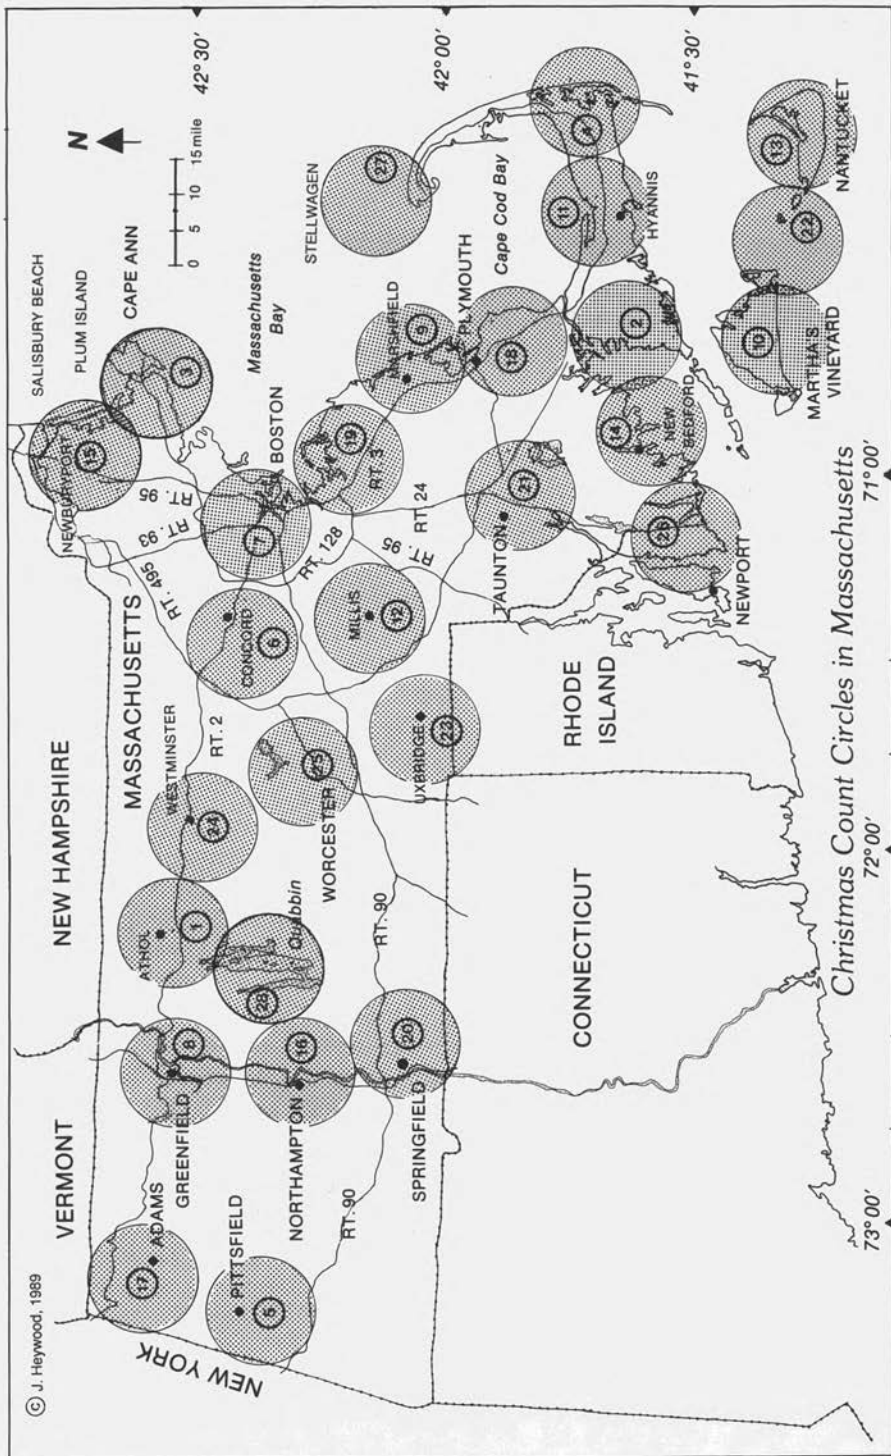 © J. Heywood, 1989
VERMONT
NEW HAMPSHIRE
NEW YORK
MASSACHUSETTS
SALISBURY BEACH
PLUM ISLAND
CAPE ANN
N
0 5 10 15 mile
42°30'
42°00'
41°30'
17
ADAMS
PITTSFIELD
5
8
GREENFIELD
NORTHAMPTON
16
RT. 90
SPRINGFIELD
20
ATHOL
1
28
Quabbin
WESTMINSTER
24
RT. 2
WORCESTER
25
RT. 90
UXBRIDGE
23
CONCORD
6
MILLIS
12
RT. 495
RT. 93
RT. 95
NEWBURYPORT
15
3
7
BOSTON
Massachusetts
Bay
RT. 128
RT. 95
RT. 24
RT. 3
19
MARSHFIELD
9
PLYMOUTH
18
STELLWAGEN
27
Cape Cod Bay
11
HYANNIS
TAUNTON
21
14
NEW
BEDFORD
2
26
NEWPORT
10
MARTHA'S
VINEYARD
22
13
NANTUCKET
CONNECTICUT
RHODE
ISLAND
73°00'
72°00'
71°00'
Christmas Count Circles in Massachusetts